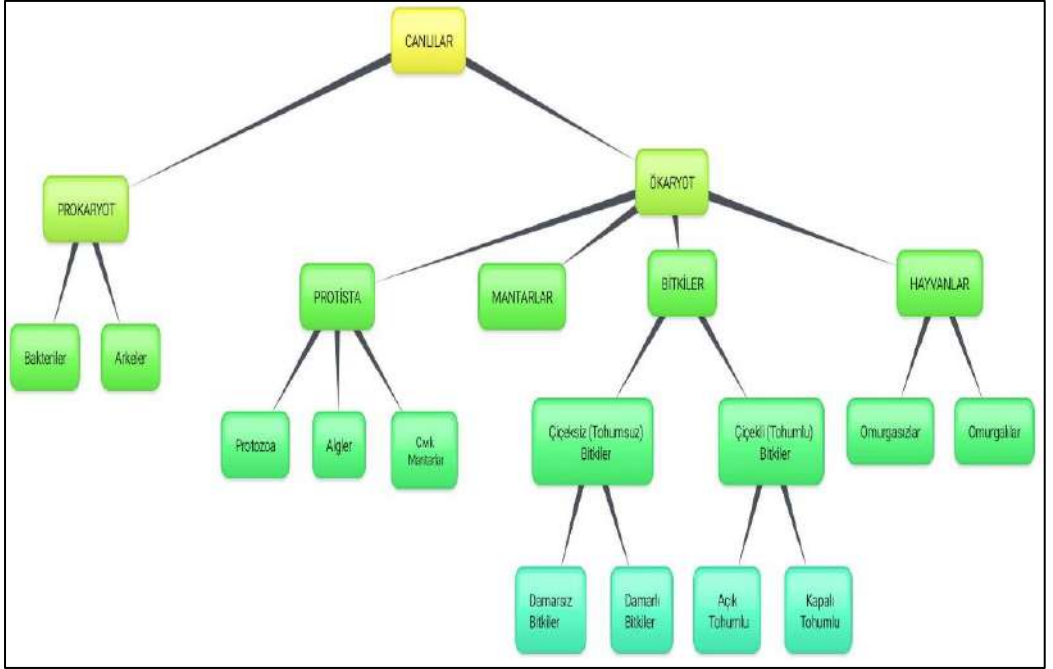 CANLILAR
PROKARYOT
ÖKARYOT
PROTİSTA
MANTARLAR
BİTKİLER
HAYVANLAR
Bakteriler
Arkeler
Protozoa
Algler
Cıvık
Mantarlar
Çiçeksiz (Tohumsuz)
Bitkiler
Çiçekli (Tohumlu)
Bitkiler
Omurgasızlar
Omurgalılar
Damarsız
Bitkiler
Damarlı
Bitkiler
Açık
Tohumlu
Kapalı
Tohumlu